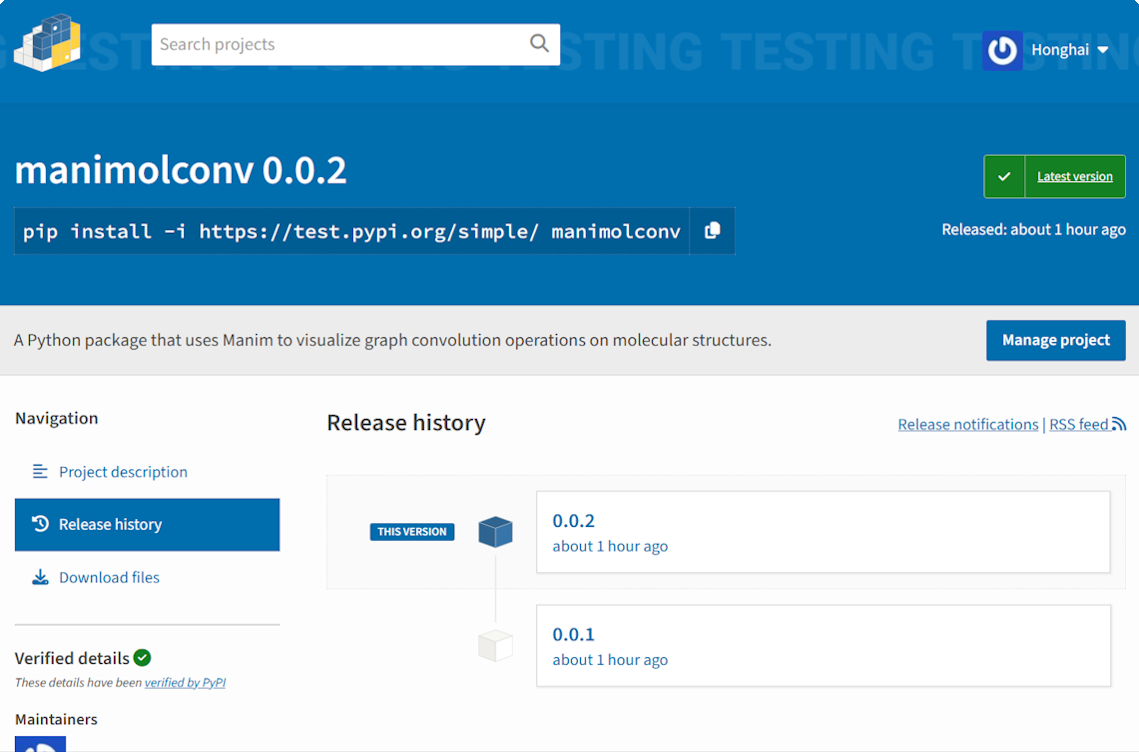 TESTING TESTING TESTING TESTING TESTING
Search projects
Honghai
manimolconv 0.0.2
Latest version
pip install -i https://test.pypi.org/simple/ manimolconv
Released: about 1 hour ago
A Python package that uses Manim to visualize graph convolution operations on molecular structures.
Manage project
Navigation
Release history
Release notifications | RSS feed
Project description
Release history
Download files
THIS VERSION
0.0.2
about 1 hour ago
0.0.1
about 1 hour ago
Verified details
These details have been verified by PyPI
Maintainers